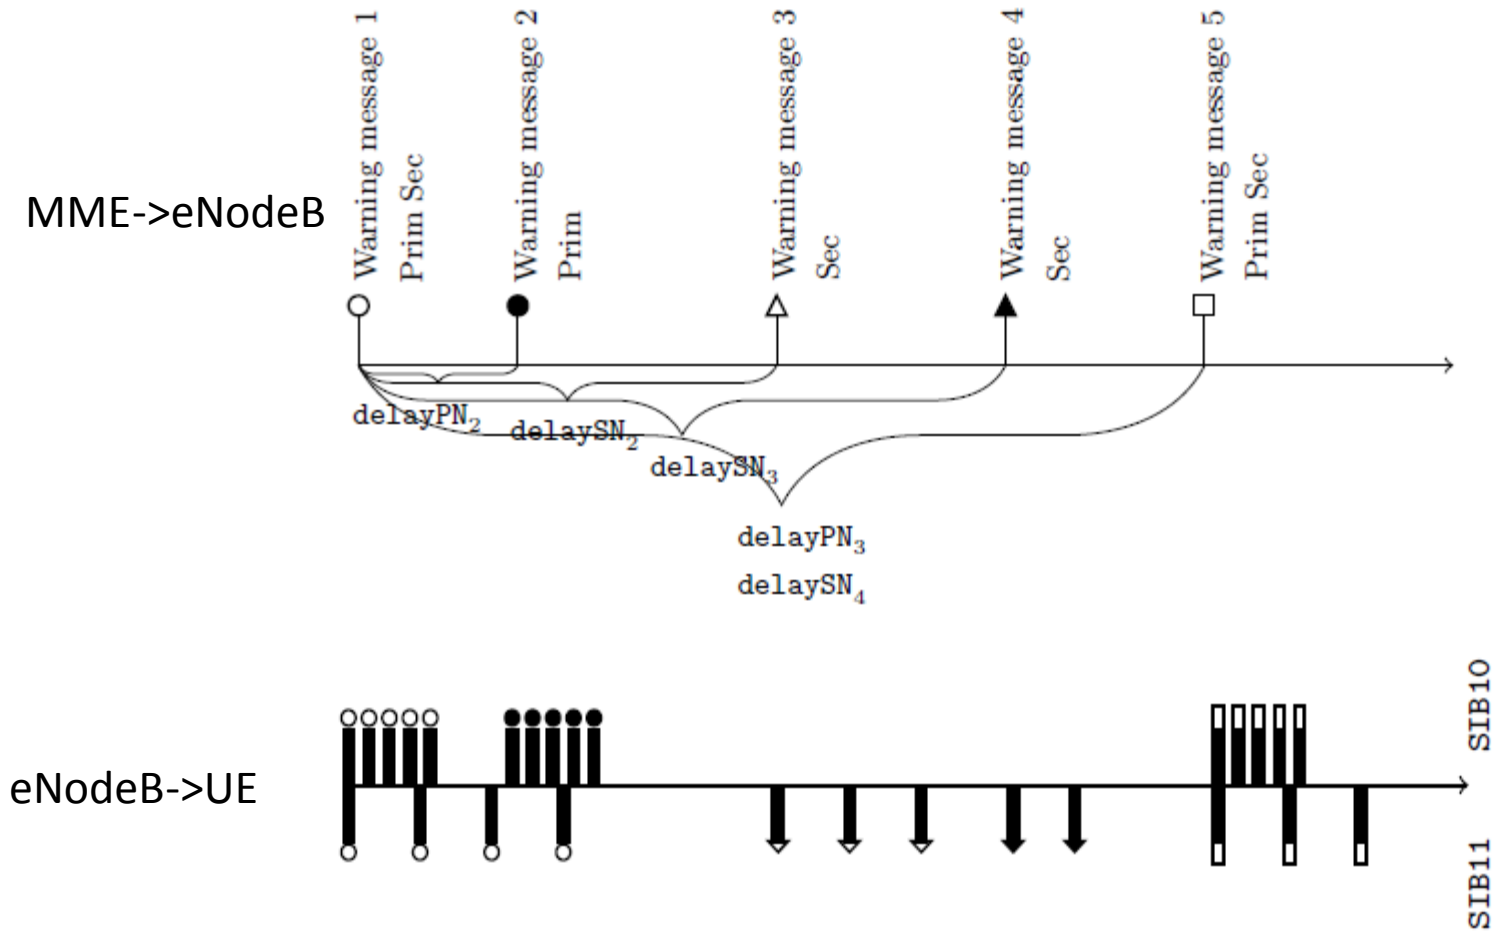 Warning message 1
Prim Sec
Warning message 2
Prim
Warning message 3
Sec
Warning message 4
Sec
Warning message 5
Prim Sec
MME->eNodeB
delayPN₂
delaySN₂
delaySN₃
delayPN₃
delaySN₄
SIB10
eNodeB->UE
SIB11